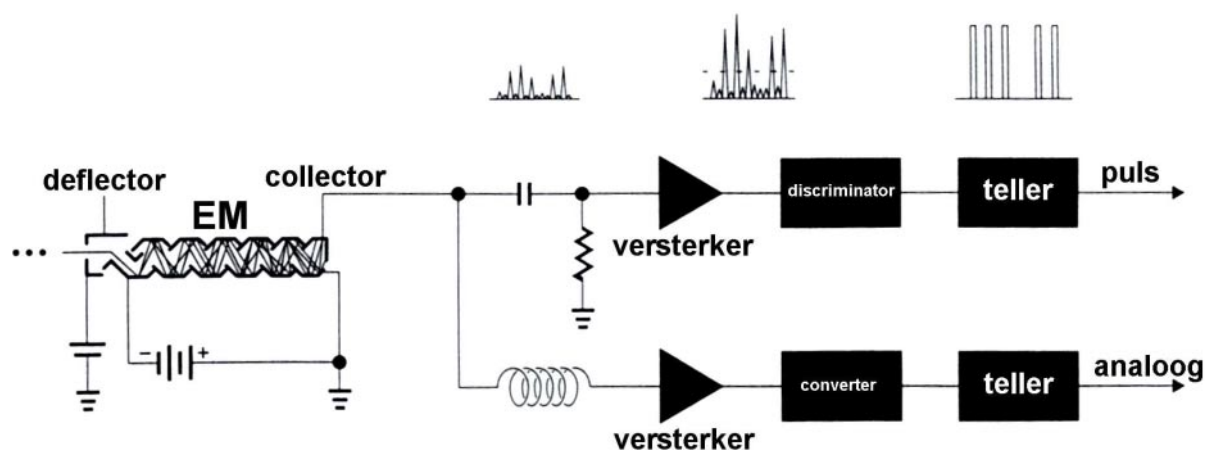 deflector
EM
collector
versterker
discriminator
teller
puls
- +
versterker
converter
teller
analoog